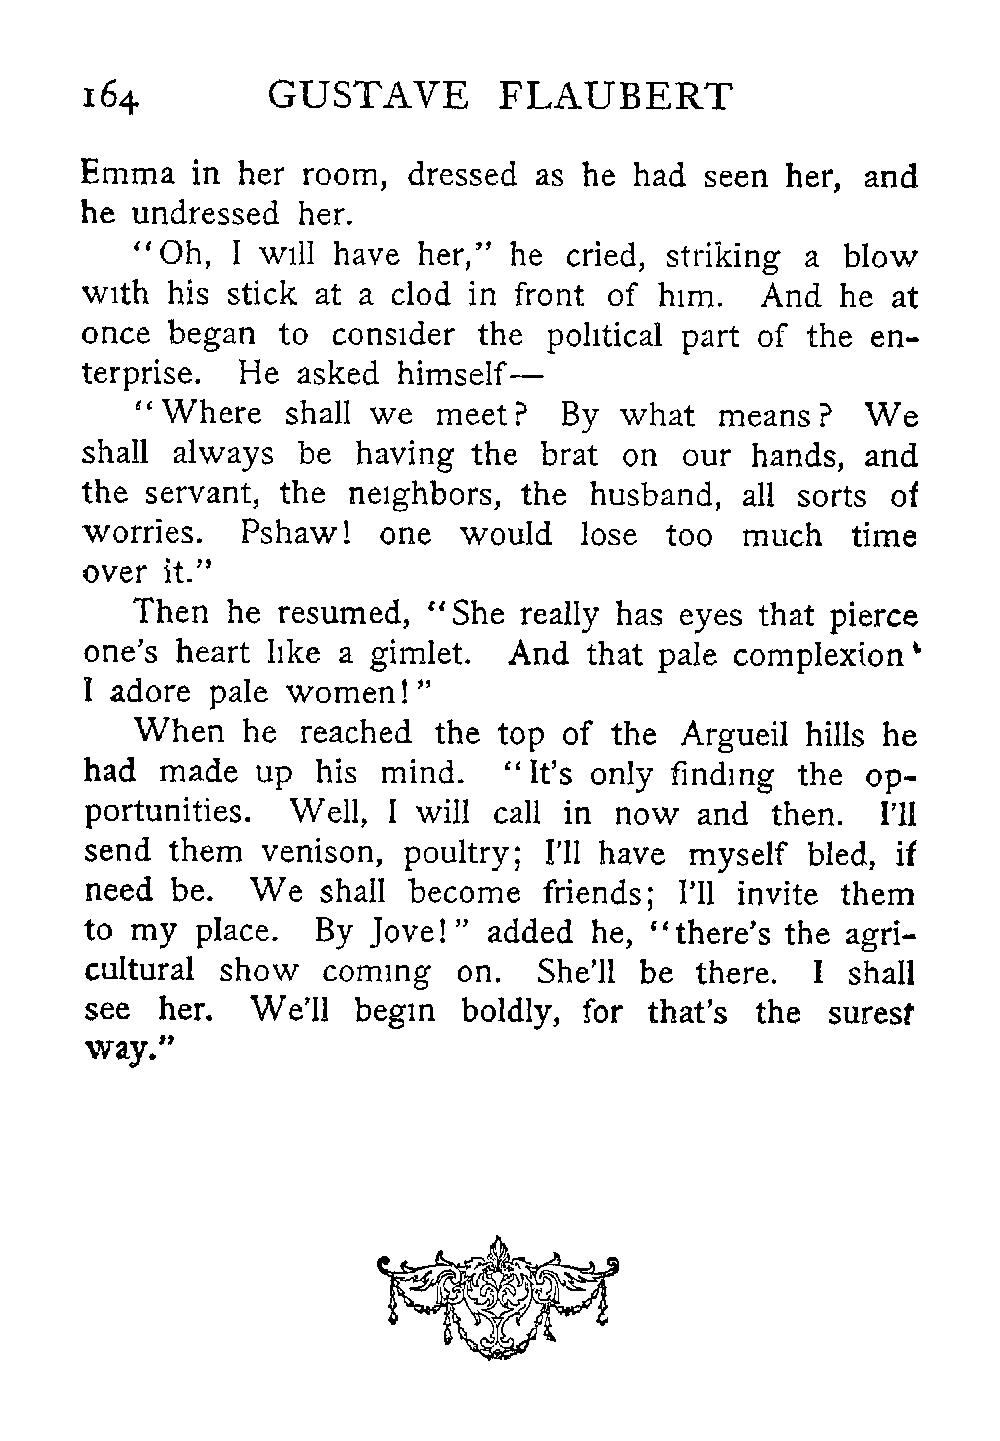 164 GUSTAVE FLAUBERT
Emma in her room, dressed as he had seen her, and
he undressed her.
"Oh, I will have her," he cried, striking a blow
with his stick at a clod in front of him. And he at
once began to consider the political part of the en-
terprise. He asked himself—
"Where shall we meet? By what means? We
shall always be having the brat on our hands, and
the servant, the neighbors, the husband, all sorts of
worries. Pshaw! one would lose too much time
over it."
Then he resumed, "She really has eyes that pierce
one's heart like a gimlet. And that pale complexion!
I adore pale women!"
When he reached the top of the Argueil hills he
had made up his mind. "It's only finding the op-
portunities. Well, I will call in now and then. I'll
send them venison, poultry; I'll have myself bled, if
need be. We shall become friends; I'll invite them
to my place. By Jove!" added he, "there's the agri-
cultural show coming on. She'll be there. I shall
see her. We'll begin boldly, for that's the surest
way."